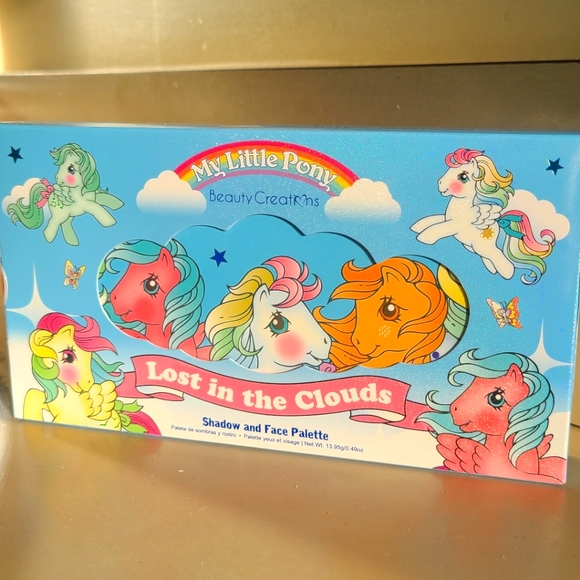 My Little Pony
Beauty Creations
Lost in the Clouds
Shadow and Face Palette
Paleta de sombras y rostro • Palette yeux et visage | Net Wt. 13.95g/0.49oz